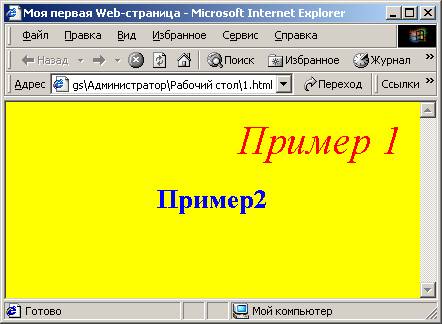 Моя первая Web-страница - Microsoft Internet Explorer
Файл Правка Вид Избранное Сервис Справка
Назад Поиск Избранное Журнал »
Адрес gs\Администратор\Рабочий стол\1.html Переход Ссылки »
Пример 1
Пример2
Готово Мой компьютер